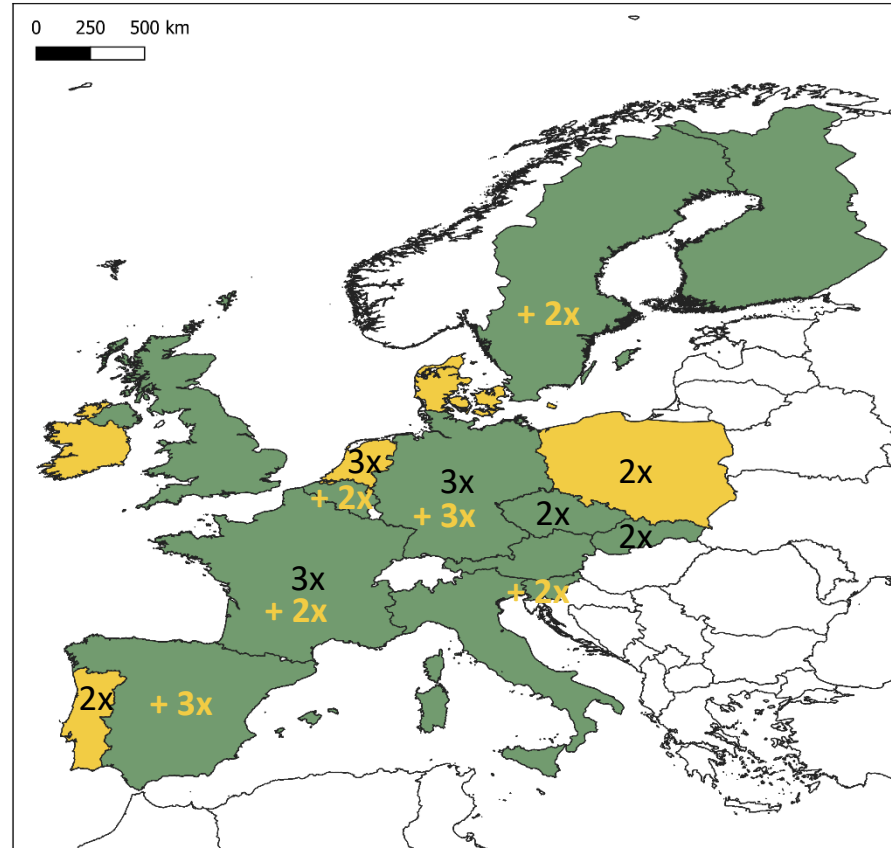 0 250 500 km
+ 2x
3x
+ 2x
3x
+ 3x
2x
2x
2x
3x
+ 2x
+ 2x
2x
+ 3x